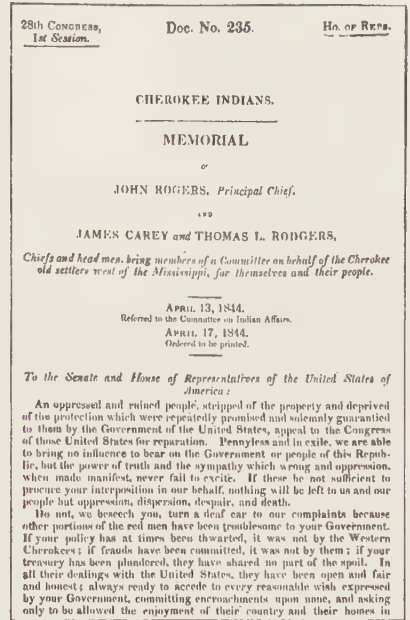 28th Congress, Doc. No. 235. Ho. of Reps.
1st Session.
CHEROKEE INDIANS.
MEMORIAL
OF
JOHN ROGERS, Principal Chief,
AND
JAMES CAREY and THOMAS L. RODGERS,
Chiefs and head men, being members of a Committee on behalf of the Cherokee
old settlers west of the Mississippi, for themselves and their people.
April 13, 1844.
Referred to the Committee on Indian Affairs.
April 17, 1844.
Ordered to be printed.
To the Senate and House of Representatives of the United States of
America:
An oppressed and ruined people, stripped of the property and deprived
of the protection which were repeatedly promised and solemnly guarantied
to them by the Government of the United States, appeal to the Congress
of those United States for reparation. Pennyless and in exile, we are able
to bring no influence to bear on the Government or people of this Repub-
lic, but the power of truth and the sympathy which wrong and oppression,
when made manifest, never fail to excite. If these be not sufficient to
procure your interposition in our behalf, nothing will be left to us and our
people but oppression, dispersion, despair, and death.
Do not, we beseech you, turn a deaf ear to our complaints because
other portions of the red men have been troublesome to your Government.
If your policy has at times been thwarted, it was not by the Western
Cherokees; if frauds have been committed, it was not by them; if your
treasury has been plundered, they have shared no part of the spoil. In
all their dealings with the United States, they have been open and fair
and honest; always ready to accede to every reasonable wish expressed
by your Government, committing encroachments upon none, and asking
only to be allowed the enjoyment of their country and their homes in